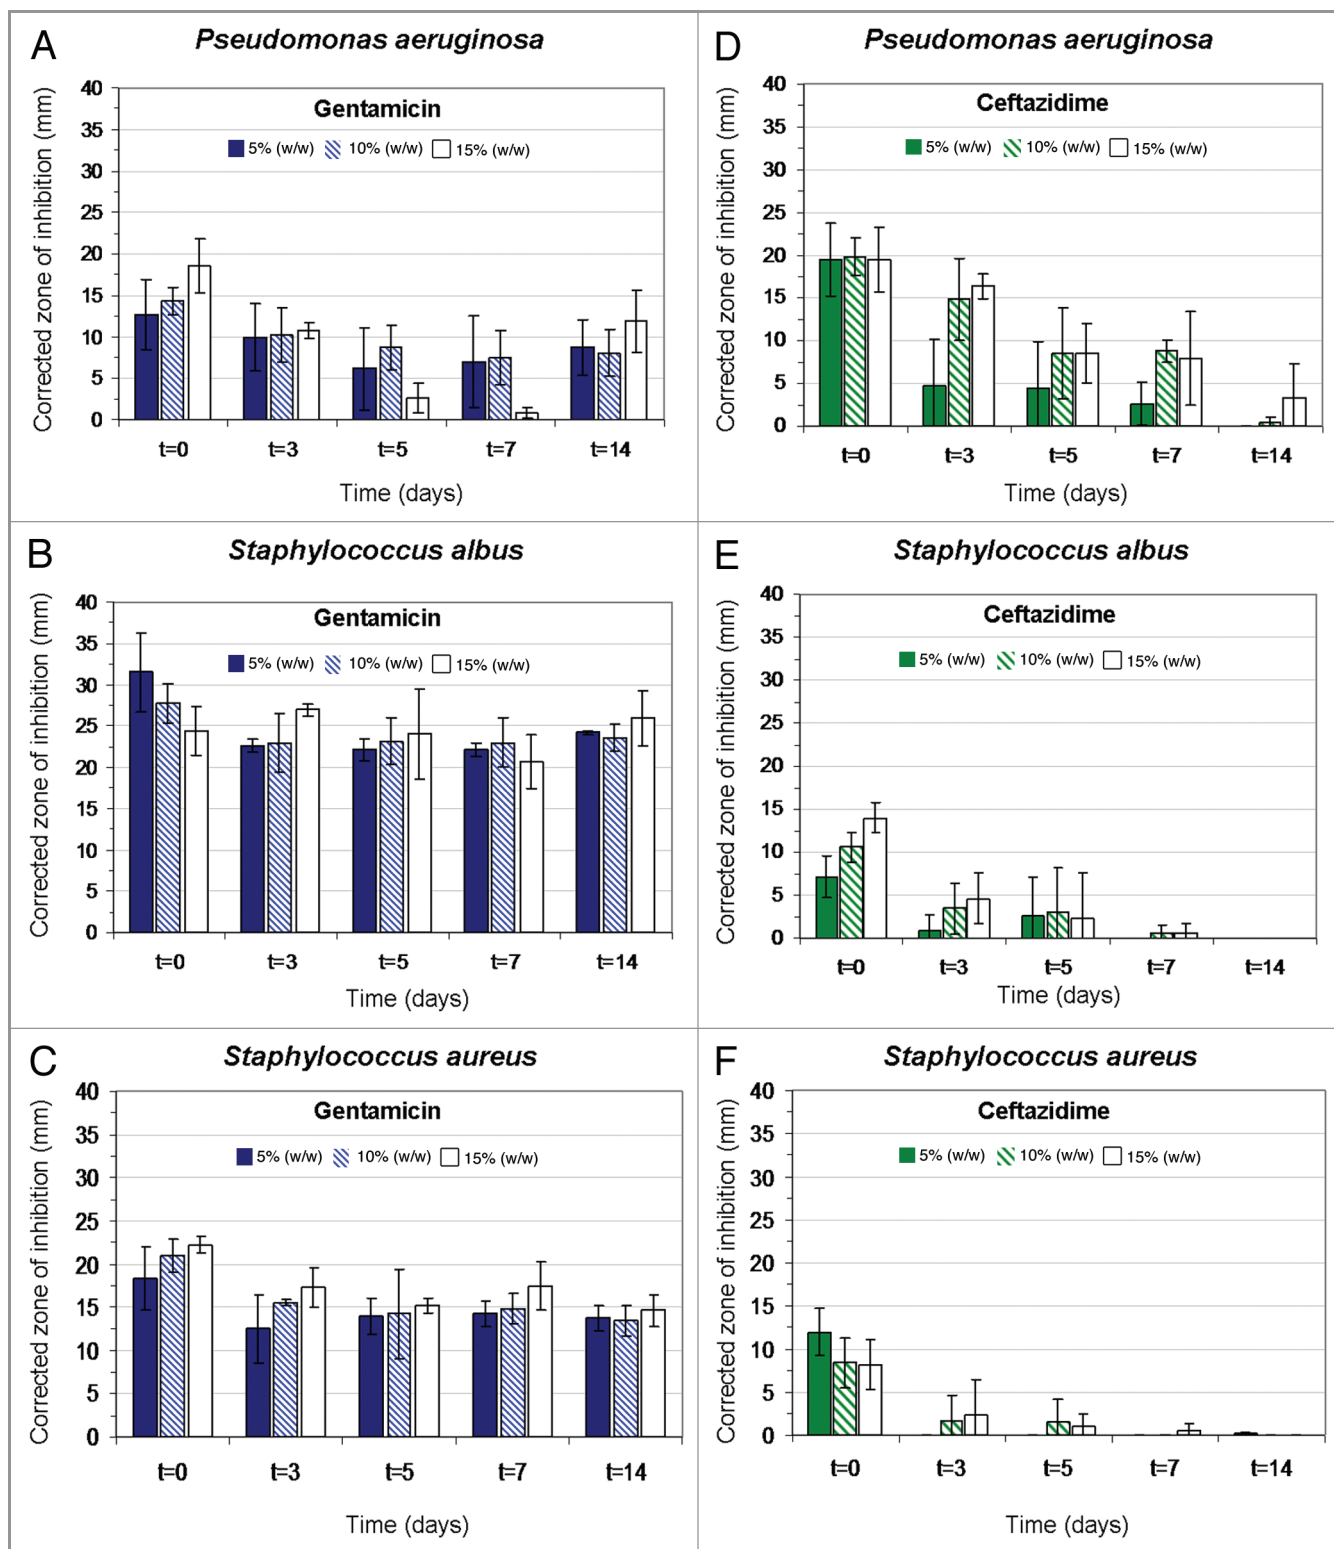 A
Pseudomonas aeruginosa
Corrected zone of inhibition (mm)
Gentamicin
5% (w/w) 10% (w/w) 15% (w/w)
40
35
30
25
20
15
10
5
0
t=0 t=3 t=5 t=7 t=14
Time (days)
D
Pseudomonas aeruginosa
Corrected zone of inhibition (mm)
Ceftazidime
5% (w/w) 10% (w/w) 15% (w/w)
40
35
30
25
20
15
10
5
0
t=0 t=3 t=5 t=7 t=14
Time (days)
B
Staphylococcus albus
Corrected zone of inhibition (mm)
Gentamicin
5% (w/w) 10% (w/w) 15% (w/w)
40
35
30
25
20
15
10
5
0
t=0 t=3 t=5 t=7 t=14
Time (days)
E
Staphylococcus albus
Corrected zone of inhibition (mm)
Ceftazidime
5% (w/w) 10% (w/w) 15% (w/w)
40
35
30
25
20
15
10
5
0
t=0 t=3 t=5 t=7 t=14
Time (days)
C
Staphylococcus aureus
Corrected zone of inhibition (mm)
Gentamicin
5% (w/w) 10% (w/w) 15% (w/w)
40
35
30
25
20
15
10
5
0
t=0 t=3 t=5 t=7 t=14
Time (days)
F
Staphylococcus aureus
Corrected zone of inhibition (mm)
Ceftazidime
5% (w/w) 10% (w/w) 15% (w/w)
40
35
30
25
20
15
10
5
0
t=0 t=3 t=5 t=7 t=14
Time (days)